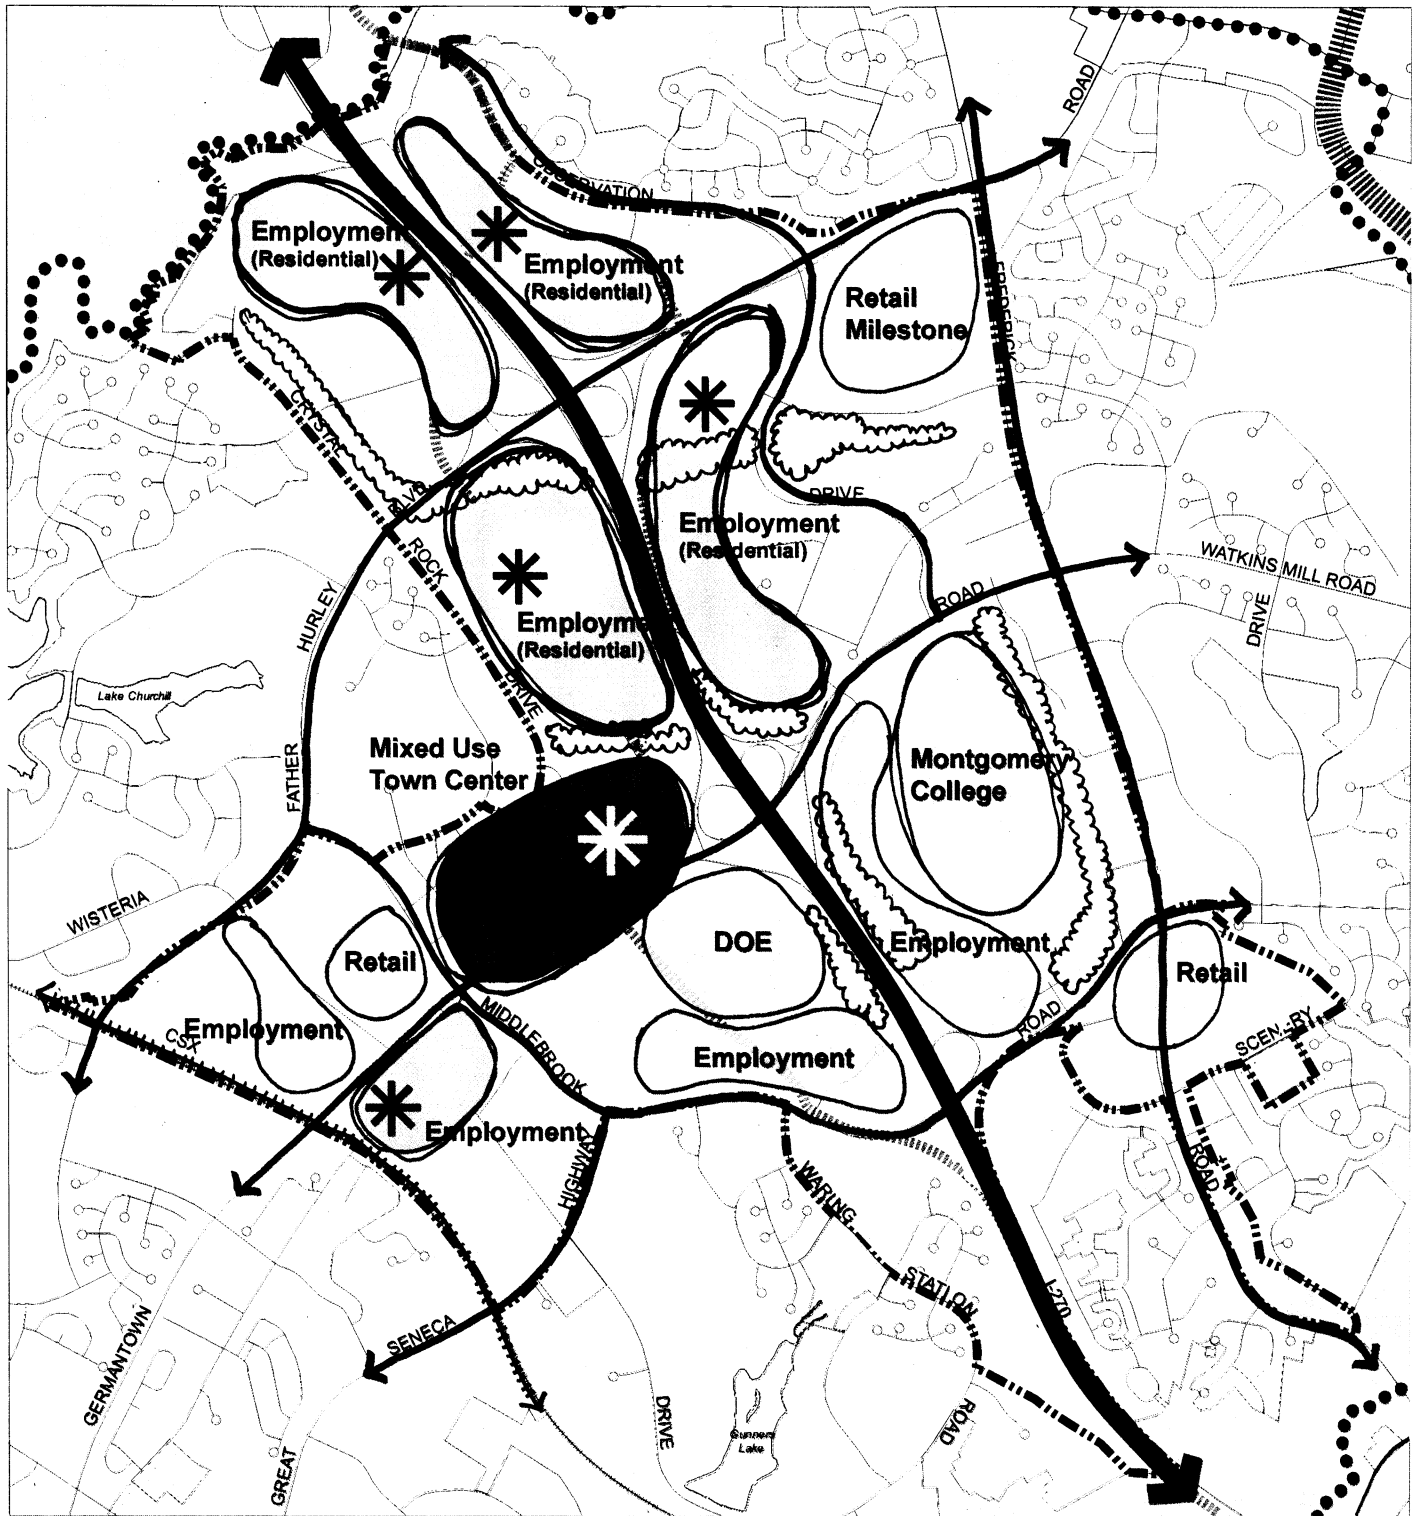 ROAD
OBSERVATION
Employment
(Residential)
Employment
(Residential)
FREDERICK
Retail
Milestone
CRYSTAL
BLVD.
DRIVE
Employment
(Residential)
ROCK
WATKINS MILL ROAD
HURLEY
ROAD
DRIVE
Employment
(Residential)
Lake Churchill
DRIVE
Mixed Use
Town Center
FATHER
Montgomery
College
WISTERIA
DOE
Employment
Retail
Retail
MIDDLEBROOK
ROAD
Employment
CSX
SCENERY
Employment
Employment
HIGHWAY
WARING
ROAD
STATION
I-270
SENECA
GERMANTOWN
DRIVE
ROAD
Gunners
Lake
GREAT